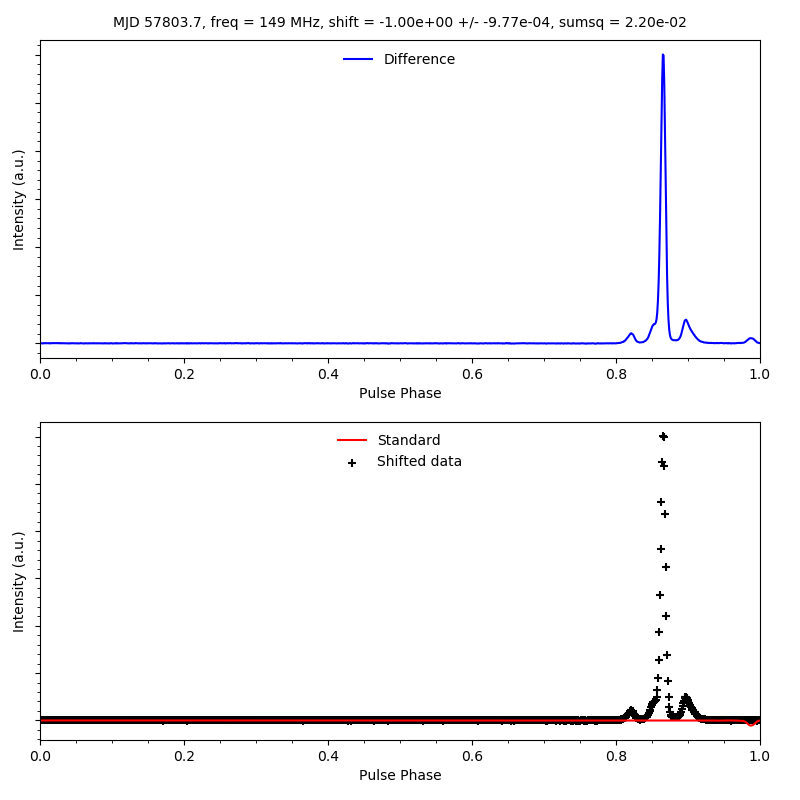 MJD 57803.7, freq = 149 MHz, shift = -1.00e+00 +/- -9.77e-04, sumsq = 2.20e-02
Difference
Intensity (a.u.)
0.0 0.2 0.4 0.6 0.8 1.0
Pulse Phase
Standard
Shifted data
Intensity (a.u.)
0.0 0.2 0.4 0.6 0.8 1.0
Pulse Phase